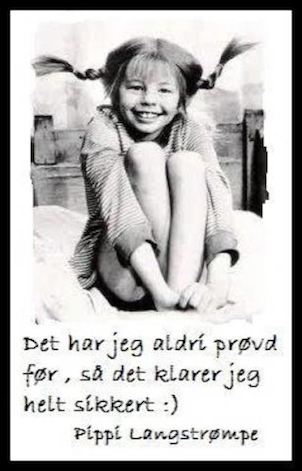 Det har jeg aldri prøvd
før , så det klarer jeg
helt sikkert :)
Pippi Langstrømpe